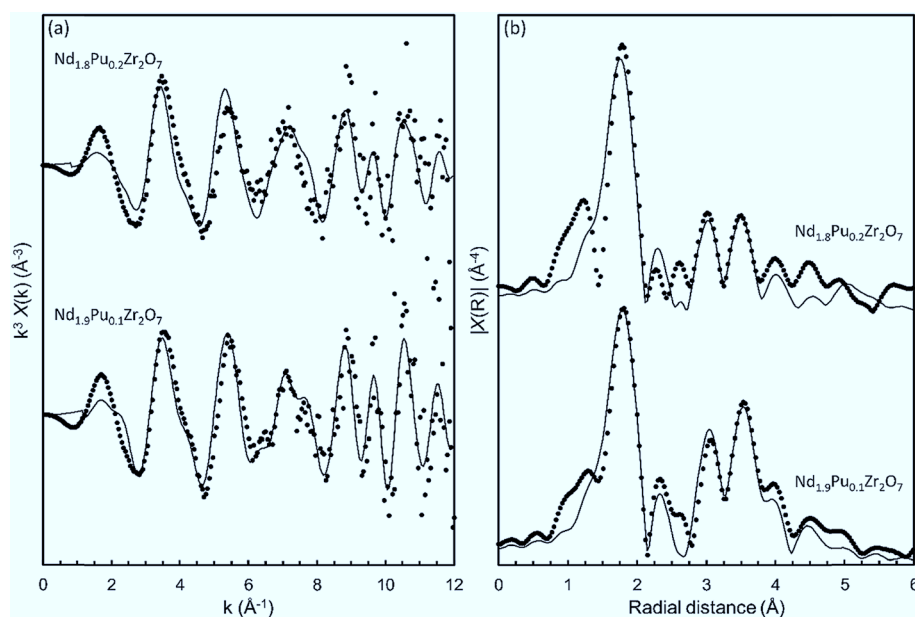 (a)
Nd1.8Pu0.2Zr2O7
Nd1.9Pu0.1Zr2O7
k³ X(k) (Å⁻³)
0 2 4 6 8 10 12
k (Å⁻¹)
(b)
Nd1.8Pu0.2Zr2O7
Nd1.9Pu0.1Zr2O7
|X(R)| (Å⁻⁴)
0 1 2 3 4 5 6
Radial distance (Å)